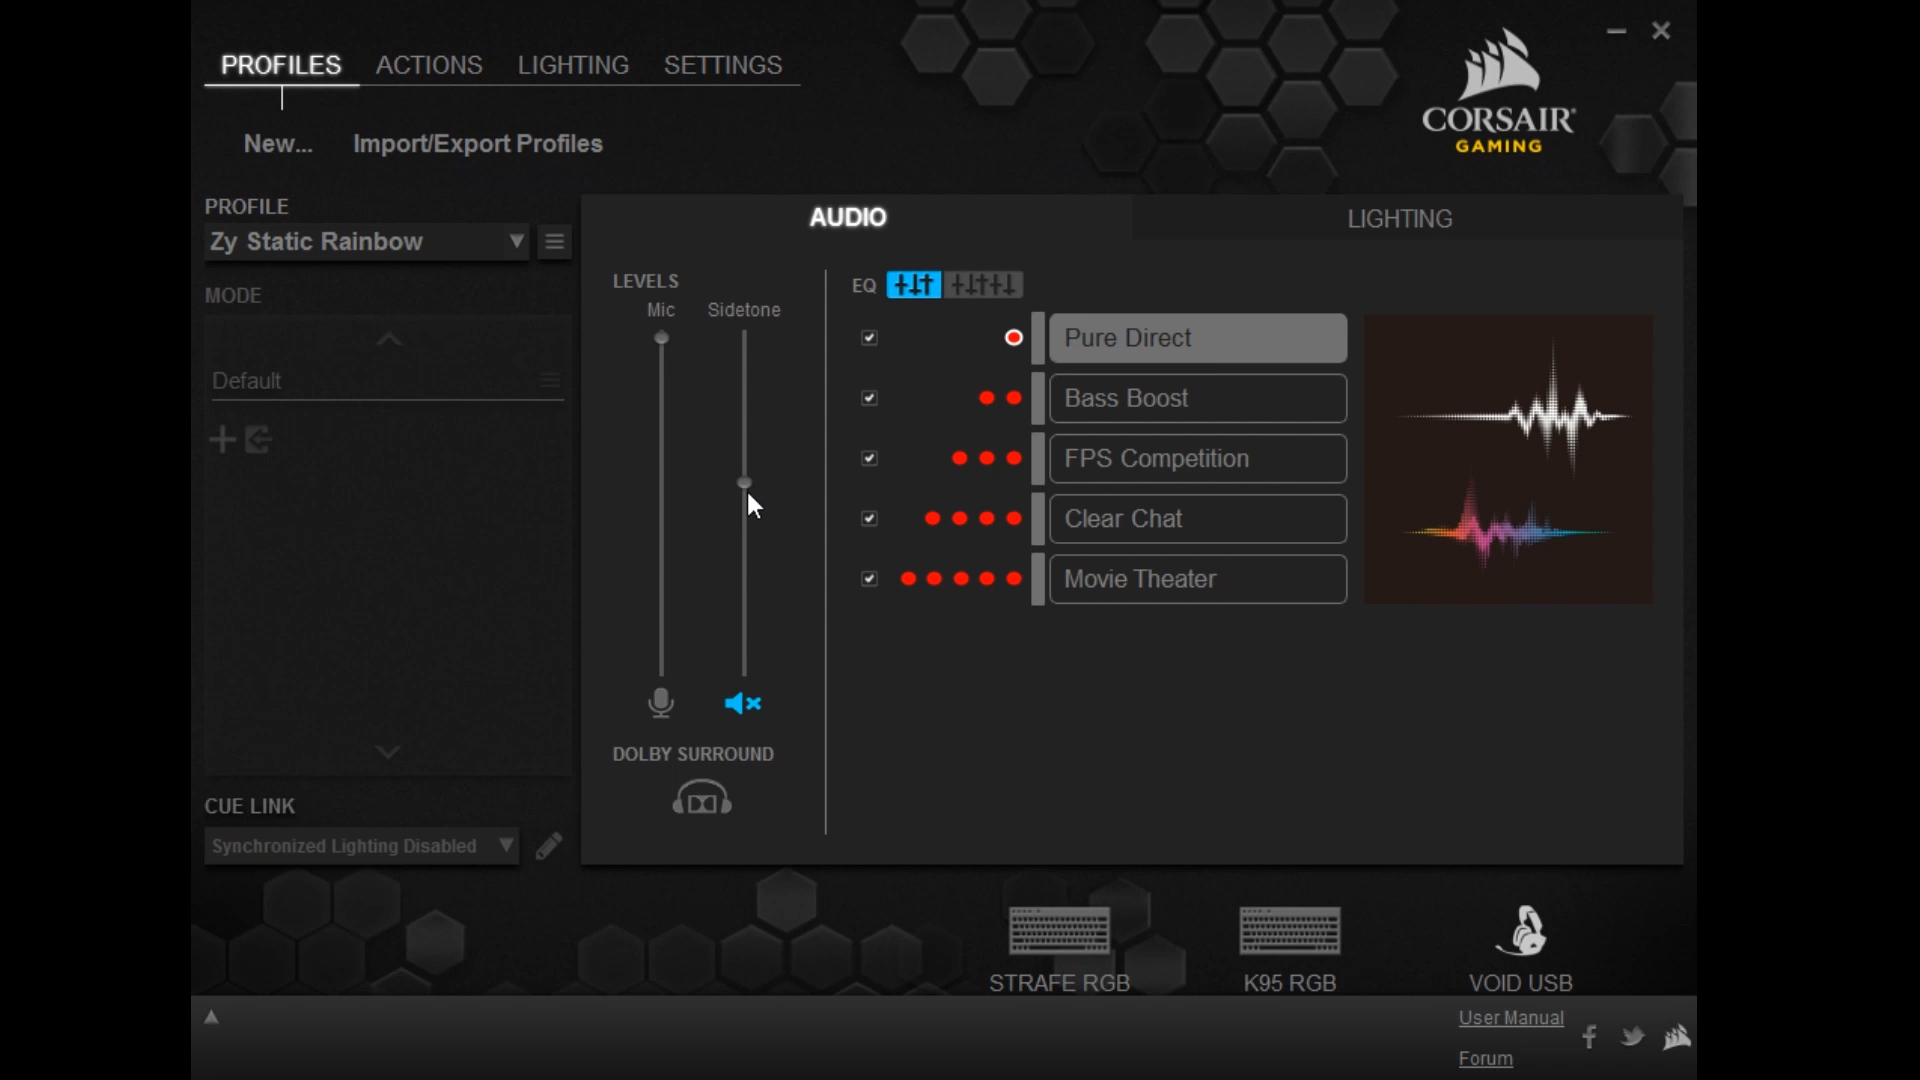 PROFILES ACTIONS LIGHTING SETTINGS
New... Import/Export Profiles
CORSAIR
GAMING
PROFILE
Zy Static Rainbow
MODE
Default
CUE LINK
Synchronized Lighting Disabled
AUDIO LIGHTING
LEVELS
Mic Sidetone
DOLBY SURROUND
EQ
Pure Direct
Bass Boost
FPS Competition
Clear Chat
Movie Theater
STRAFE RGB K95 RGB VOID USB
User Manual
Forum